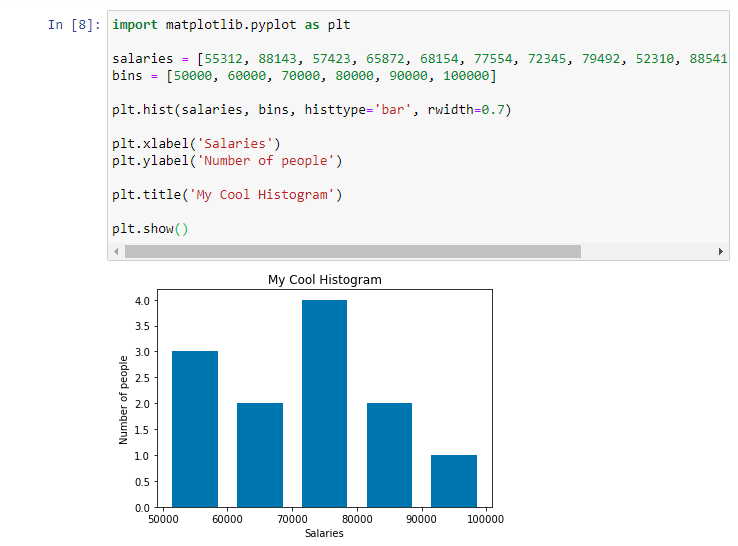 In [8]: import matplotlib.pyplot as plt
salaries = [55312, 88143, 57423, 65872, 68154, 77554, 72345, 79492, 52310, 88541
bins = [50000, 60000, 70000, 80000, 90000, 100000]
plt.hist(salaries, bins, histtype='bar', rwidth=0.7)
plt.xlabel('Salaries')
plt.ylabel('Number of people')
plt.title('My Cool Histogram')
plt.show()
My Cool Histogram
Number of people
4.0
3.5
3.0
2.5
2.0
1.5
1.0
0.5
0.0
50000 60000 70000 80000 90000 100000
Salaries